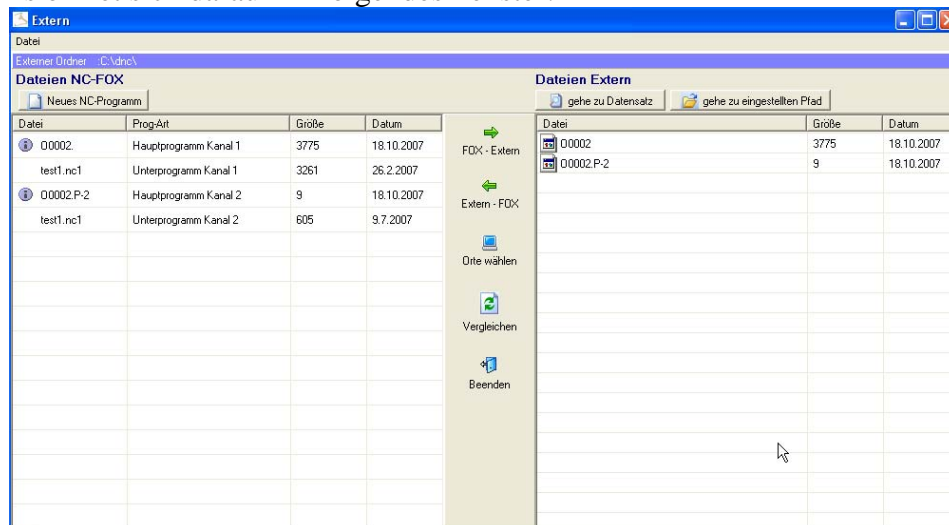 Extern
Datei
Externer Ordner :C:\dnc\
Dateien NC-FOX
Neues NC-Programm
Datei Prog-Art Größe Datum
O0002. Hauptprogramm Kanal 1 3775 18.10.2007
test1.nc1 Unterprogramm Kanal 1 3261 26.2.2007
O0002.P-2 Hauptprogramm Kanal 2 9 18.10.2007
test1.nc1 Unterprogramm Kanal 2 605 9.7.2007
FOX - Extern
Extern - FOX
Orte wählen
Vergleichen
Beenden
Dateien Extern
gehe zu Datensatz gehe zu eingestellten Pfad
Datei Größe Datum
O0002 3775 18.10.2007
O0002.P-2 9 18.10.2007